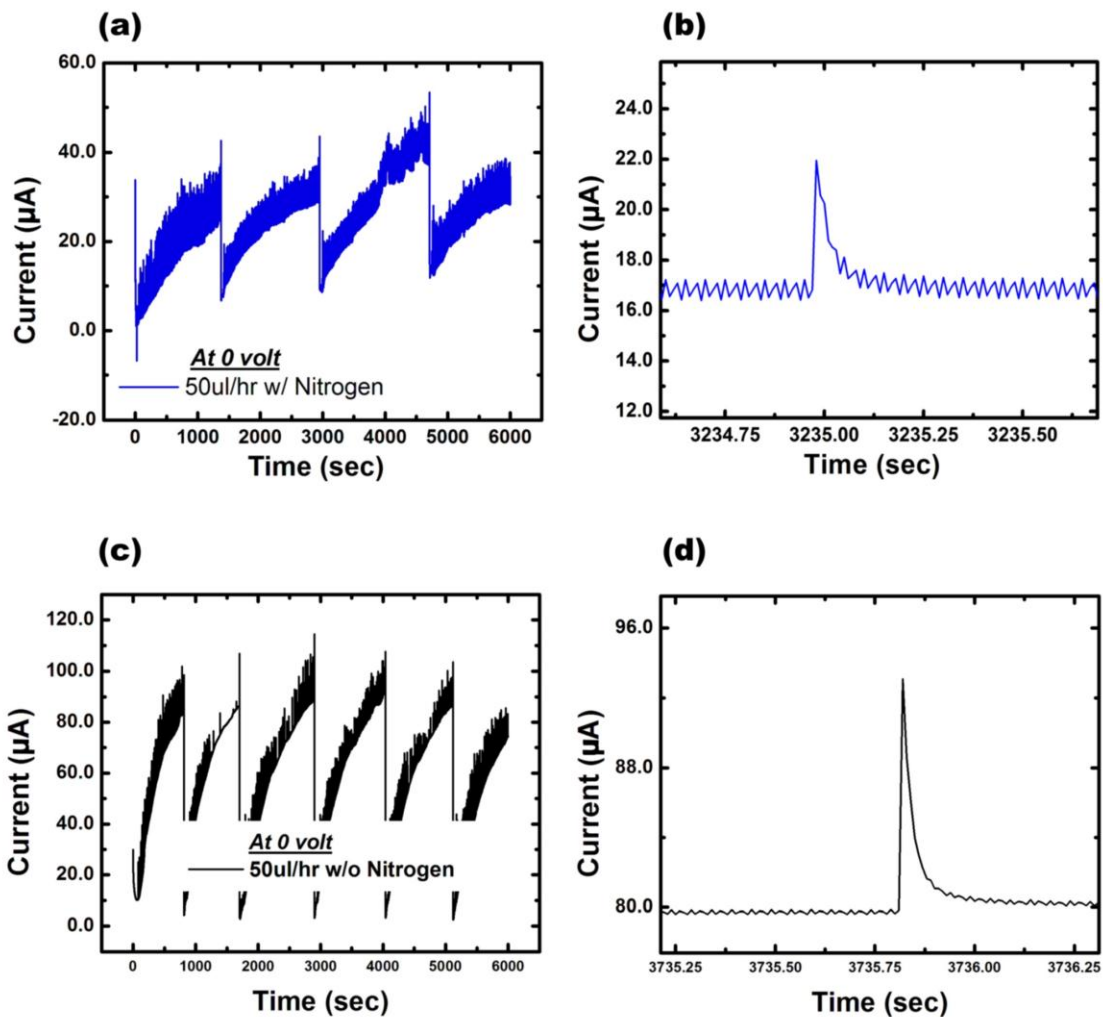 (a)
60.0
40.0
20.0
0.0
-20.0
Current (µA)
At 0 volt
50ul/hr w/ Nitrogen
0 1000 2000 3000 4000 5000 6000
Time (sec)
(b)
24.0
22.0
20.0
18.0
16.0
14.0
12.0
Current (µA)
3234.75 3235.00 3235.25 3235.50
Time (sec)
(c)
120.0
100.0
80.0
60.0
40.0
20.0
0.0
Current (µA)
At 0 volt
50ul/hr w/o Nitrogen
0 1000 2000 3000 4000 5000 6000
Time (sec)
(d)
96.0
88.0
80.0
Current (µA)
3735.25 3735.50 3735.75 3736.00 3736.25
Time (sec)